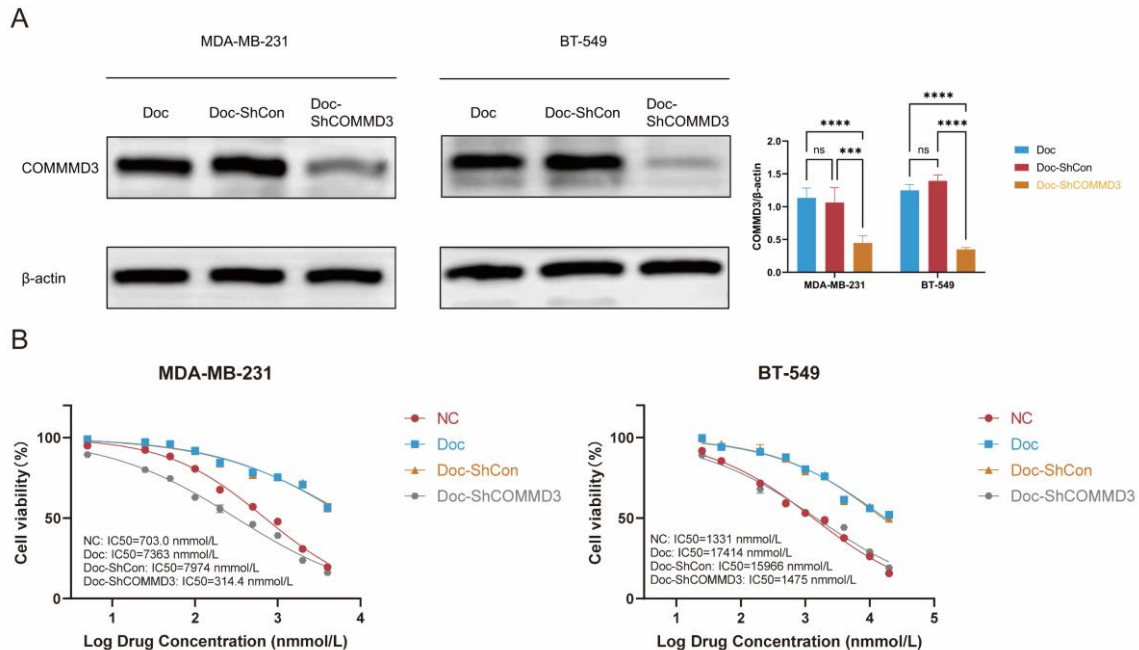 A
MDA-MB-231
BT-549
Doc
Doc-ShCon
Doc-
ShCOMMD3
Doc
Doc-ShCon
Doc-
ShCOMMD3
COMMMD3
β-actin
COMMD3/β-actin
1.5
1.0
0.5
0.0
****
ns
***
****
ns
****
MDA-MB-231
BT-549
Doc
Doc-ShCon
Doc-ShCOMMD3
B
MDA-MB-231
Cell viability(%)
100
50
0
NC: IC50=703.0 nmmol/L
Doc: IC50=7363 nmmol/L
Doc-ShCon: IC50=7974 nmmol/L
Doc-ShCOMMD3: IC50=314.4 nmmol/L
1
2
3
4
Log Drug Concentration (nmmol/L)
NC
Doc
Doc-ShCon
Doc-ShCOMMD3
BT-549
Cell viability(%)
100
50
0
NC: IC50=1331 nmmol/L
Doc: IC50=17414 nmmol/L
Doc-ShCon: IC50=15966 nmmol/L
Doc-ShCOMMD3: IC50=1475 nmmol/L
1
2
3
4
5
Log Drug Concentration (nmmol/L)
NC
Doc
Doc-ShCon
Doc-ShCOMMD3